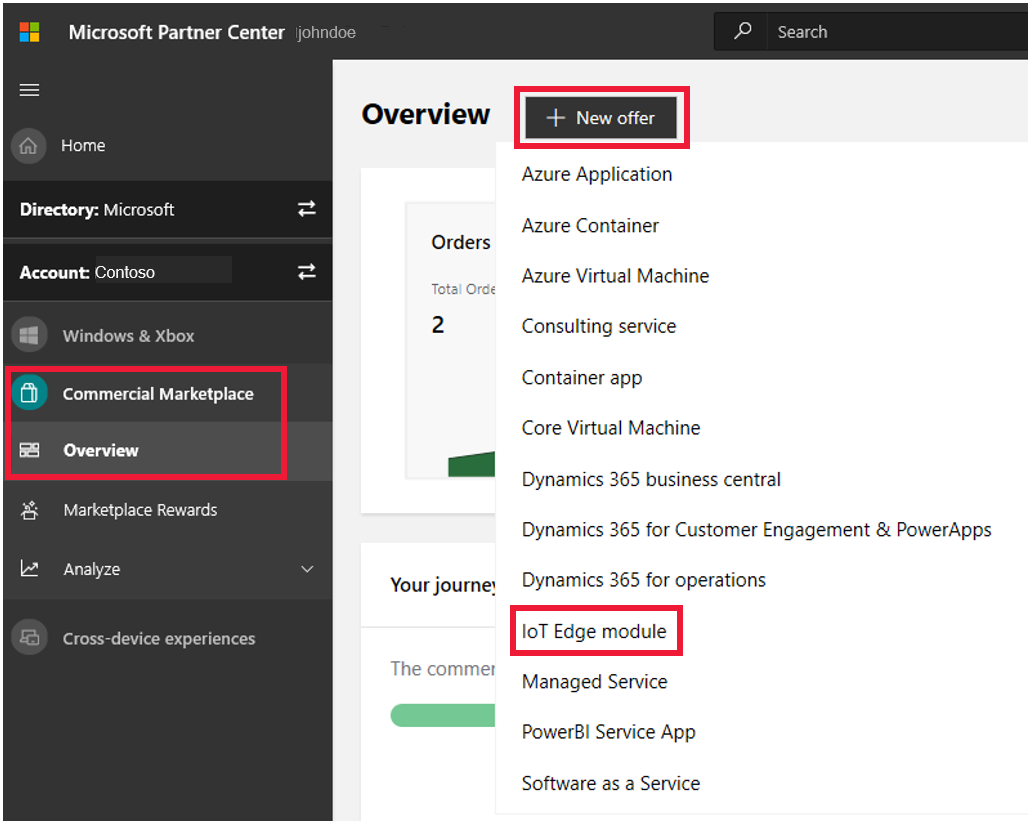 Microsoft Partner Center johndoe
Search
Home
Directory: Microsoft
Account: Contoso
Windows & Xbox
Commercial Marketplace
Overview
Marketplace Rewards
Analyze
Cross-device experiences
Overview
New offer
Orders
Total Orde
2
Your journey
The commer
Azure Application
Azure Container
Azure Virtual Machine
Consulting service
Container app
Core Virtual Machine
Dynamics 365 business central
Dynamics 365 for Customer Engagement & PowerApps
Dynamics 365 for operations
IoT Edge module
Managed Service
PowerBI Service App
Software as a Service